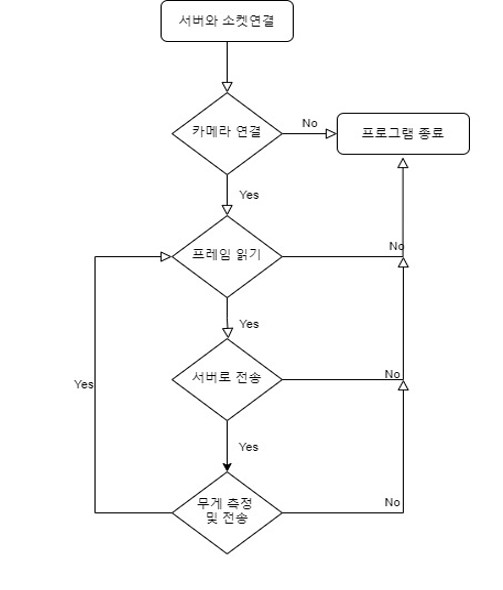 서버와 소켓연결
카메라 연결
No
프로그램 종료
Yes
프레임 읽기
No
Yes
서버로 전송
No
Yes
Yes
무게 측정
및 전송
No